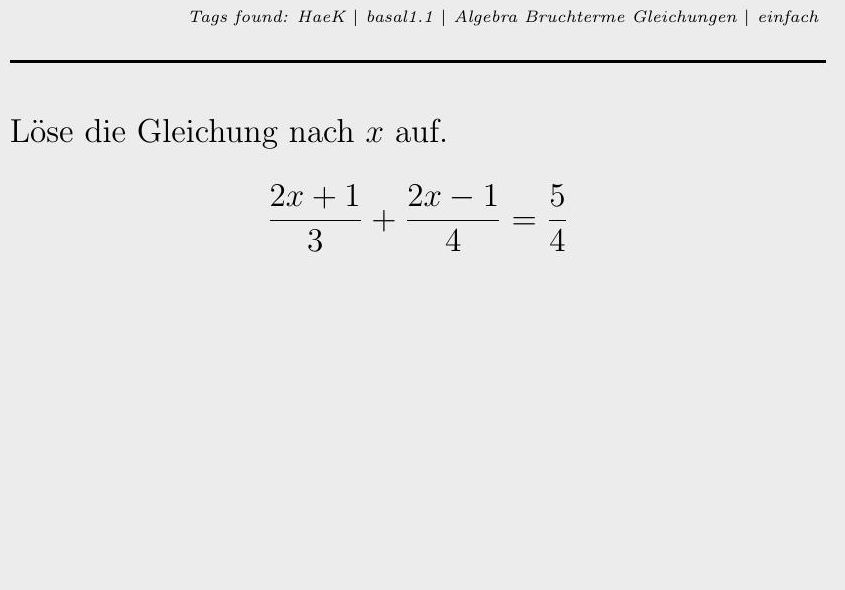 Tags found: HaeK | basal1.1 | Algebra Bruchterme Gleichungen | einfach
Löse die Gleichung nach x auf.
\frac{2x + 1}{3} + \frac{2x − 1}{4} = \frac{5}{4}